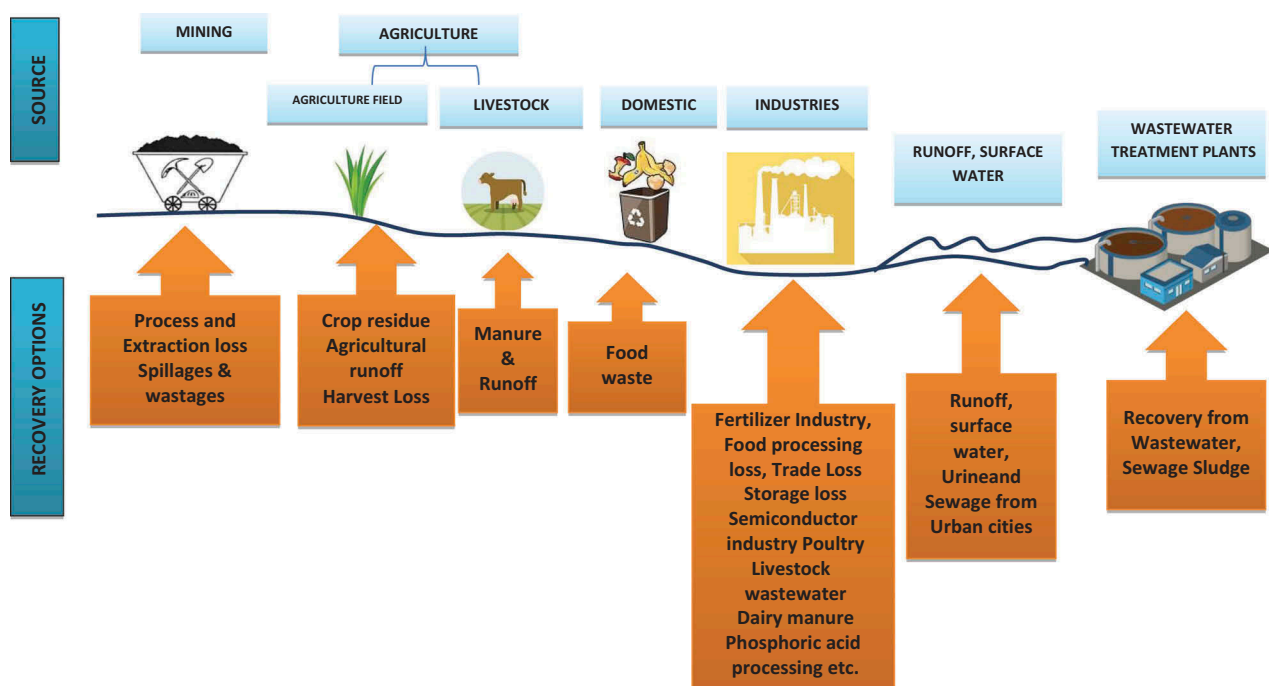 SOURCE
MINING
AGRICULTURE
AGRICULTURE FIELD
LIVESTOCK
DOMESTIC
INDUSTRIES
RUNOFF, SURFACE
WATER
WASTEWATER
TREATMENT PLANTS
RECOVERY OPTIONS
Process and
Extraction loss
Spillages &
wastages
Crop residue
Agricultural
runoff
Harvest Loss
Manure
&
Runoff
Food
waste
Fertilizer Industry,
Food processing
loss, Trade Loss
Storage loss
Semiconductor
industry Poultry
Livestock
wastewater
Dairy manure
Phosphoric acid
processing etc.
Runoff,
surface
water,
Urineand
Sewage from
Urban cities
Recovery from
Wastewater,
Sewage Sludge